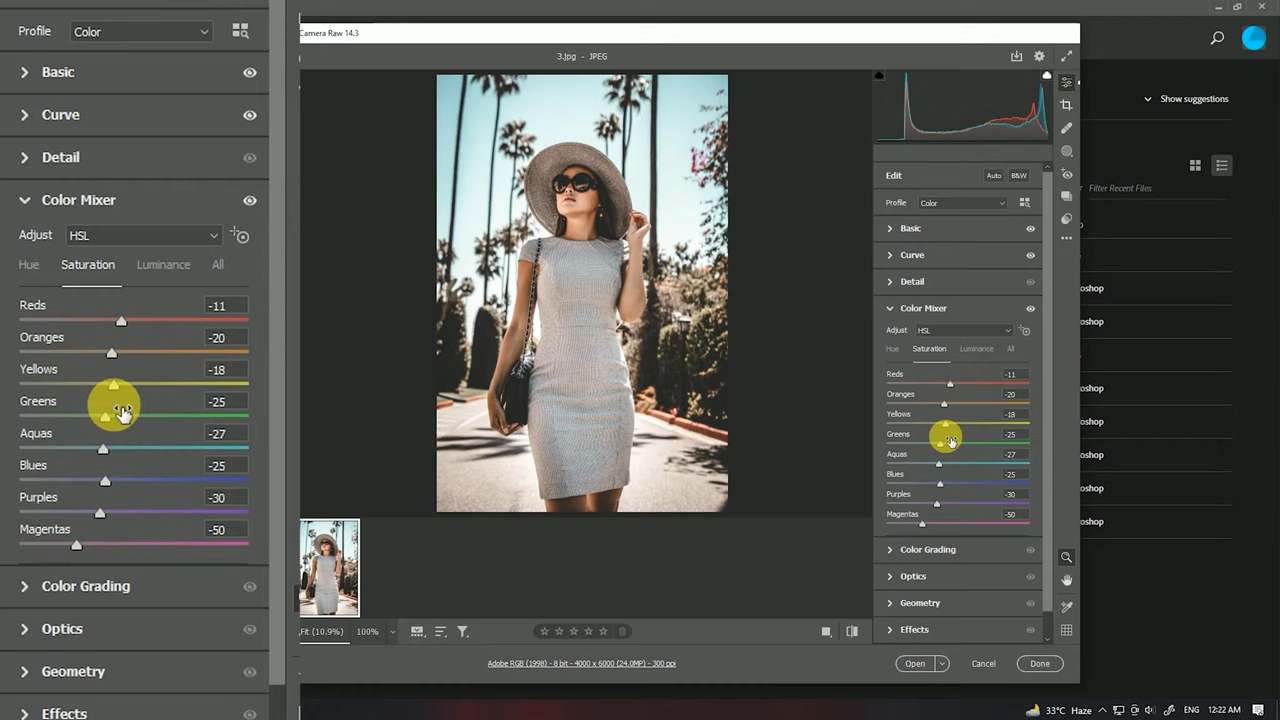 Profile Color
Basic
Curve
Detail
Color Mixer
Adjust HSL
Hue Saturation Luminance All
Reds -11
Oranges -20
Yellows -18
Greens -25
Aquas -27
Blues -25
Purples -30
Magentas -50
Color Grading
Optics
Geometry
Effects
Camera Raw 14.3
3.jpg - JPEG
Edit Auto B&W
Profile Color
Basic
Curve
Detail
Color Mixer
Adjust HSL
Hue Saturation Luminance All
Reds -11
Oranges -20
Yellows -18
Greens -25
Aquas -27
Blues -25
Purples -30
Magentas -50
Color Grading
Optics
Geometry
Effects
Fit (10.9%) 100%
Adobe RGB (1998) - 8 bit - 4000 x 6000 (24.0MP) - 300 ppi
Open Cancel Done
Show suggestions
Filter Recent Files
33°C Haze ENG 12:22 AM